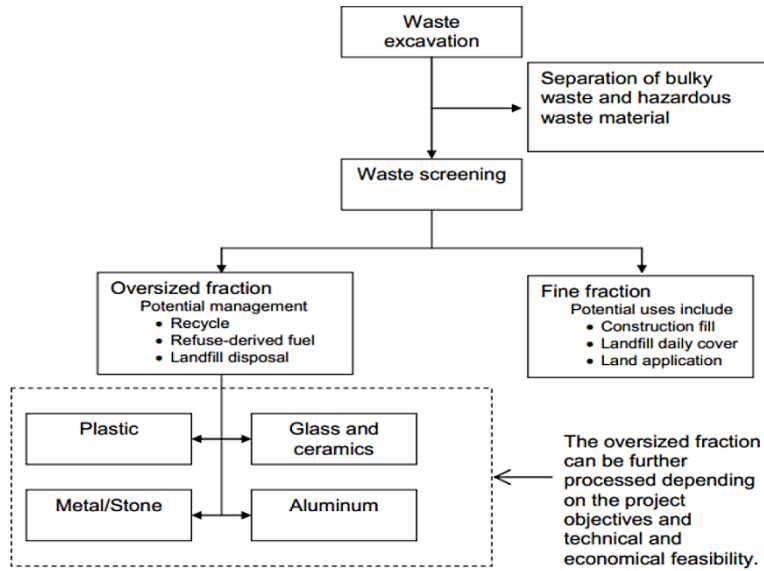 Waste
excavation
Separation of bulky
waste and hazardous
waste material
Waste screening
Oversized fraction
Potential management
• Recycle
• Refuse-derived fuel
• Landfill disposal
Fine fraction
Potential uses include
• Construction fill
• Landfill daily cover
• Land application
Plastic
Glass and
ceramics
Metal/Stone
Aluminum
The oversized fraction
can be further
processed depending
on the project
objectives and
technical and
economical feasibility.